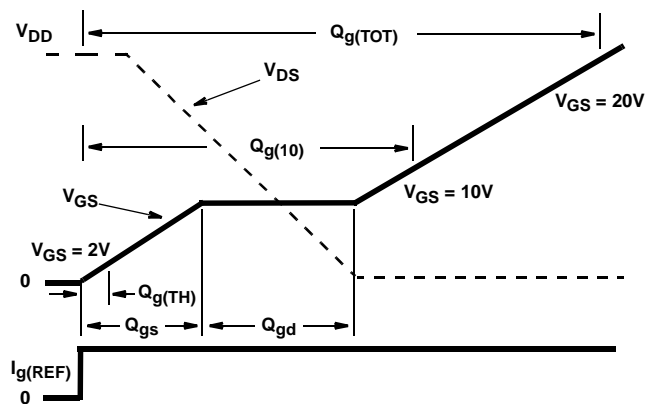 V_DD
Q_g(TOT)
V_DS
V_GS = 20V
Q_g(10)
V_GS
V_GS = 10V
V_GS = 2V
0
Q_g(TH)
Q_gs
Q_gd
I_g(REF)
0